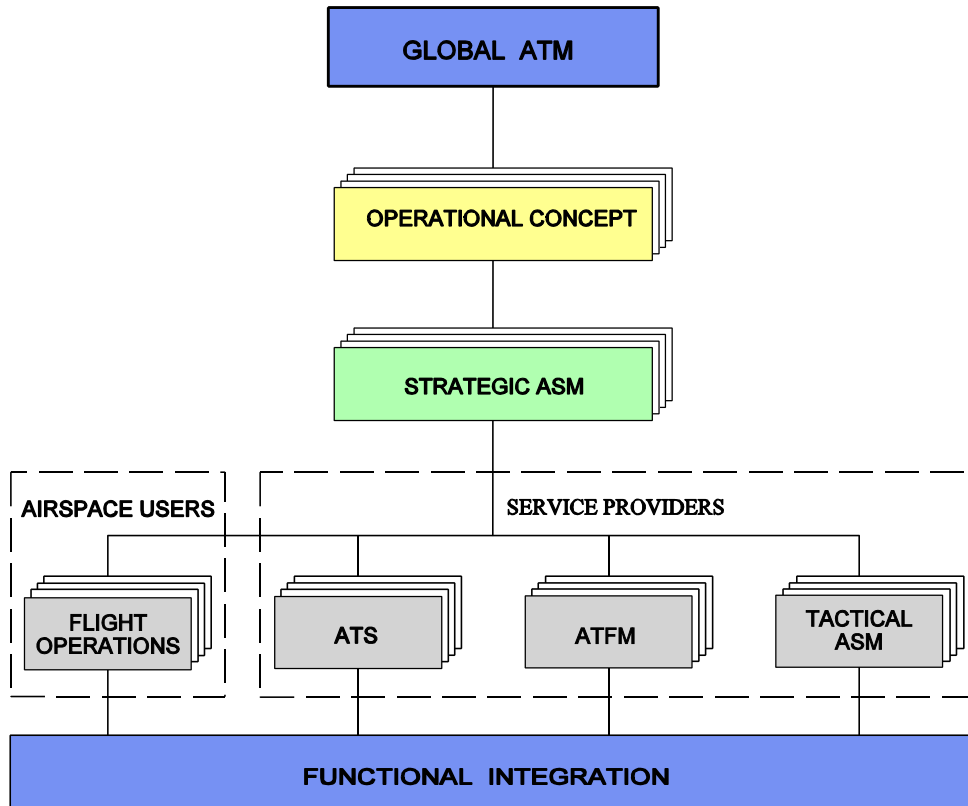 GLOBAL ATM
OPERATIONAL CONCEPT
STRATEGIC ASM
AIRSPACE USERS
SERVICE PROVIDERS
FLIGHT
OPERATIONS
ATS
ATFM
TACTICAL
ASM
FUNCTIONAL INTEGRATION